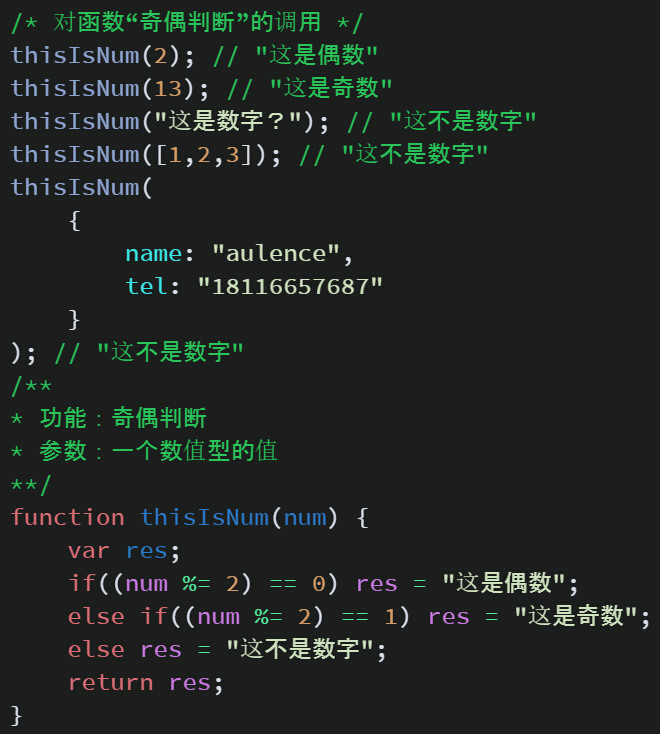 /* 对函数“奇偶判断”的调用 */
thisIsNum(2); // "这是偶数"
thisIsNum(13); // "这是奇数"
thisIsNum("这是数字？"); // "这不是数字"
thisIsNum([1,2,3]); // "这不是数字"
thisIsNum(
    {
        name: "aulence",
        tel: "18116657687"
    }
); // "这不是数字"
/**
* 功能：奇偶判断
* 参数：一个数值型的值
**/
function thisIsNum(num) {
    var res;
    if((num %= 2) == 0) res = "这是偶数";
    else if((num %= 2) == 1) res = "这是奇数";
    else res = "这不是数字";
    return res;
}